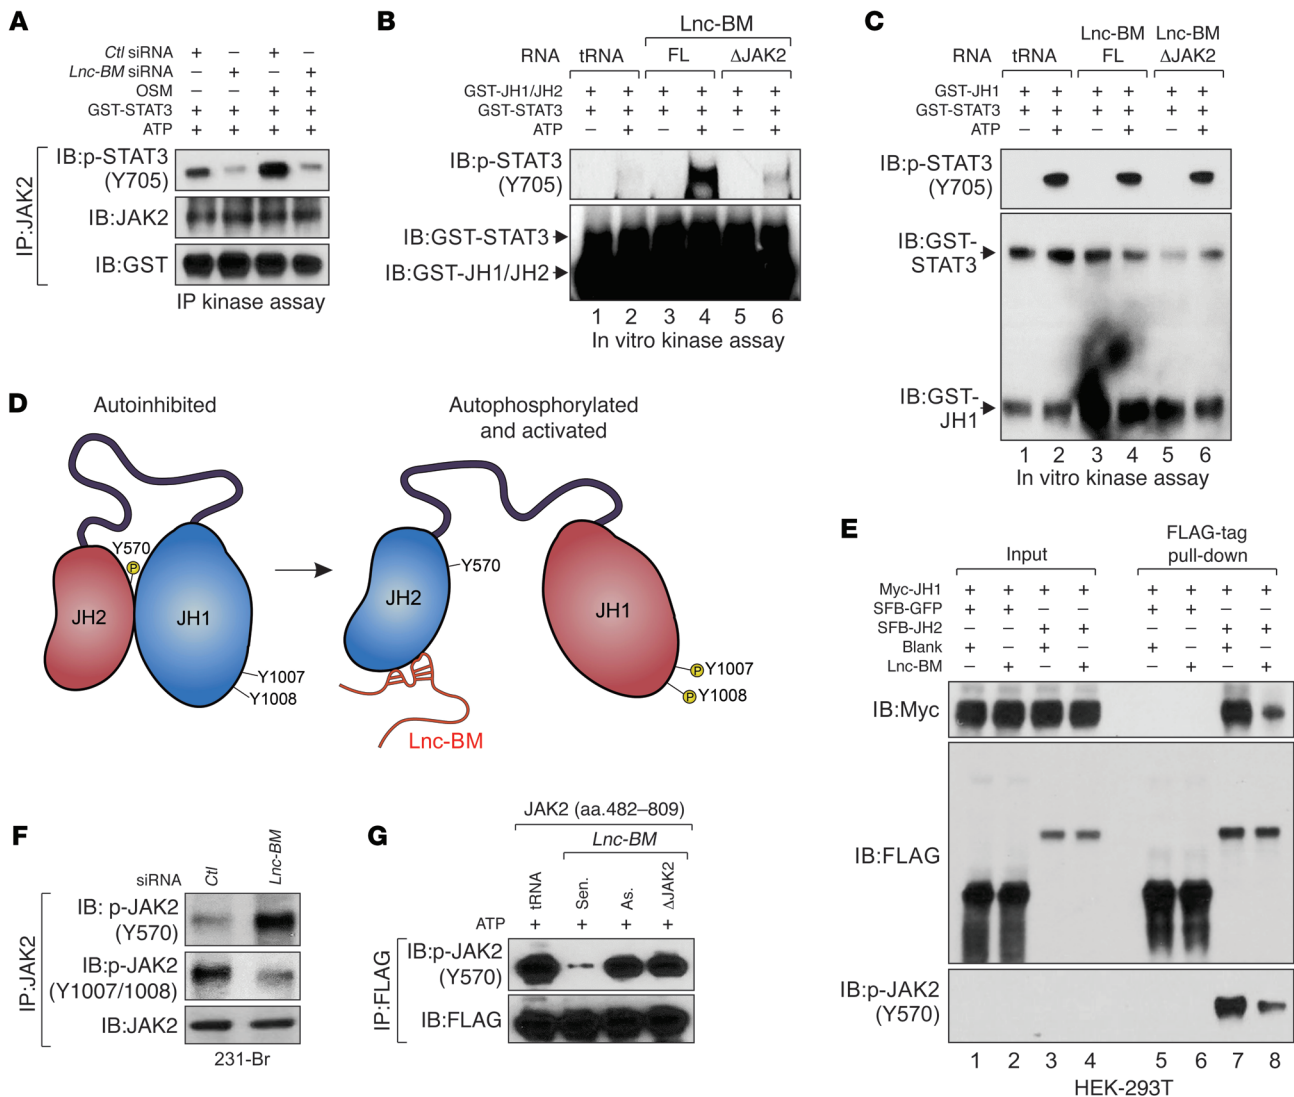 A
Ctl siRNA + – + –
Lnc-BM siRNA – + – +
OSM – – + +
GST-STAT3 + + + +
ATP + + + +
IP:JAK2
IB:p-STAT3
(Y705)
IB:JAK2
IB:GST
IP kinase assay
B
Lnc-BM
RNA tRNA FL ΔJAK2
GST-JH1/JH2 + + + + + +
GST-STAT3 + + + + + +
ATP – + – + – +
IB:p-STAT3
(Y705)
IB:GST-STAT3
IB:GST-JH1/JH2
1 2 3 4 5 6
In vitro kinase assay
C
Lnc-BM Lnc-BM
RNA tRNA FL ΔJAK2
GST-JH1 + + + + + +
GST-STAT3 + + + + + +
ATP – + – + – +
IB:p-STAT3
(Y705)
IB:GST-
STAT3
IB:GST-
JH1
1 2 3 4 5 6
In vitro kinase assay
D
Autoinhibited
Y570
P
JH2
JH1
Y1007
Y1008
Autophosphorylated
and activated
Y570
JH2
JH1
P Y1007
P Y1008
Lnc-BM
E
Input
FLAG-tag
pull-down
Myc-JH1 + + + + + + + +
SFB-GFP + + – – + + – –
SFB-JH2 – – + + – – + +
Blank + – + – + – + –
Lnc-BM – + – + – + – +
IB:Myc
IB:FLAG
IB:p-JAK2
(Y570)
1 2 3 4 5 6 7 8
HEK-293T
F
siRNA Ctl Lnc-BM
IP:JAK2
IB: p-JAK2
(Y570)
IB:p-JAK2
(Y1007/1008)
IB:JAK2
231-Br
G
JAK2 (aa.482–809)
Lnc-BM
tRNA Sen. As. ΔJAK2
ATP + + + +
IP:FLAG
IB:p-JAK2
(Y570)
IB:FLAG